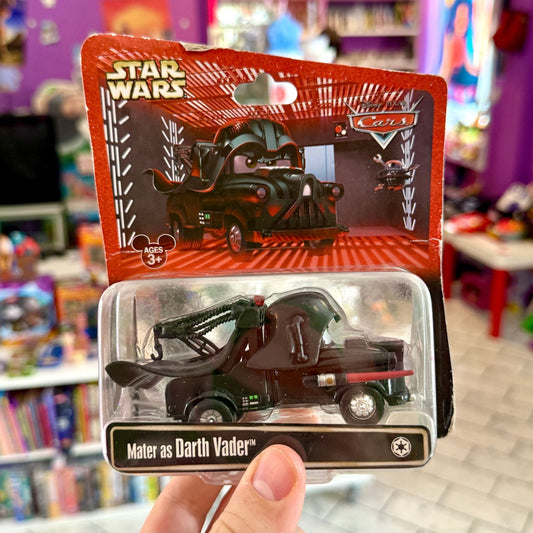 STAR
WARS
Cars
AGES
3+
Mater as Darth Vader™